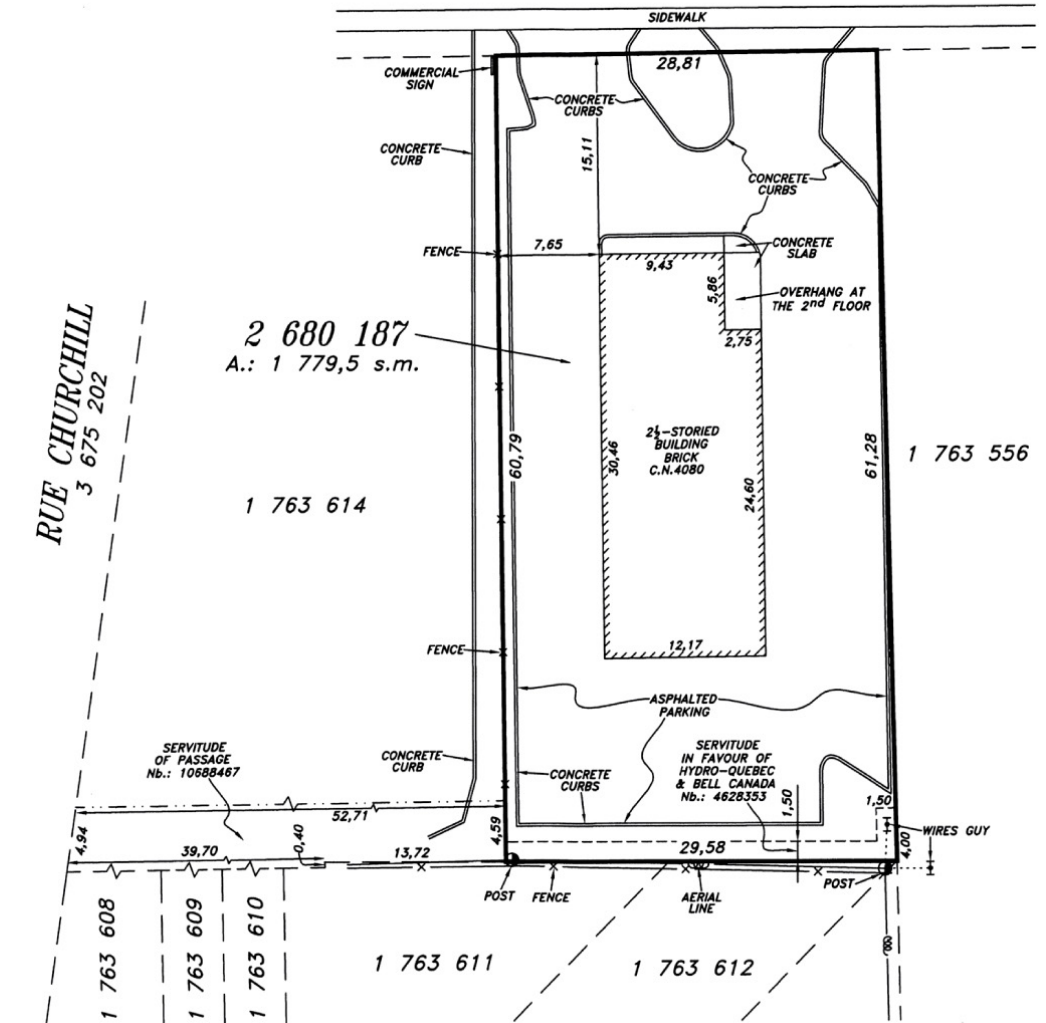 SIDEWALK
28,81
COMMERCIAL
SIGN
CONCRETE
CURBS
CONCRETE
CURB
15,11
CONCRETE
CURBS
FENCE
7,65
9,43
CONCRETE
SLAB
5,86
OVERHANG AT
THE 2nd FLOOR
2,75
2 680 187
A.: 1 779,5 s.m.
RUE CHURCHILL
3 675 202
60,79
30,46
2½-STORIED
BUILDING
BRICK
C.N.4080
24,60
61,28
1 763 556
1 763 614
FENCE
12,17
ASPHALTED
PARKING
SERVITUDE
OF PASSAGE
Nb.: 10688467
CONCRETE
CURB
CONCRETE
CURBS
SERVITUDE
IN FAVOUR OF
HYDRO-QUEBEC
& BELL CANADA
Nb.: 4628353
1,50
1,50
52,71
4,94
39,70
0,40
13,72
4,59
29,58
4,00
WIRES GUY
POST
FENCE
AERIAL
LINE
POST
1 763 608
1 763 609
1 763 610
1 763 611
1 763 612